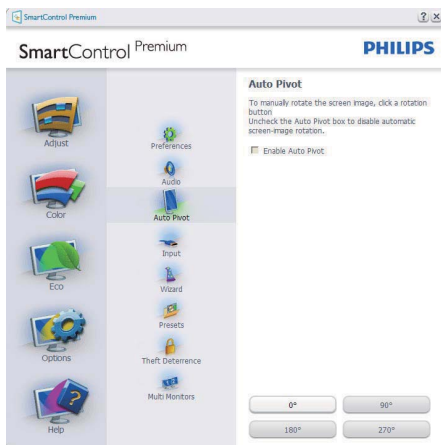 SmartControl Premium
? x
SmartControl Premium
PHILIPS
Adjust
Color
Eco
Options
Help
Preferences
Audio
Auto Pivot
Input
Wizard
Presets
Theft Deterrence
Multi Monitors
Auto Pivot
To manually rotate the screen image, click a rotation
button
Uncheck the Auto Pivot box to disable automatic
screen-image rotation.
Enable Auto Pivot
0°
90°
180°
270°